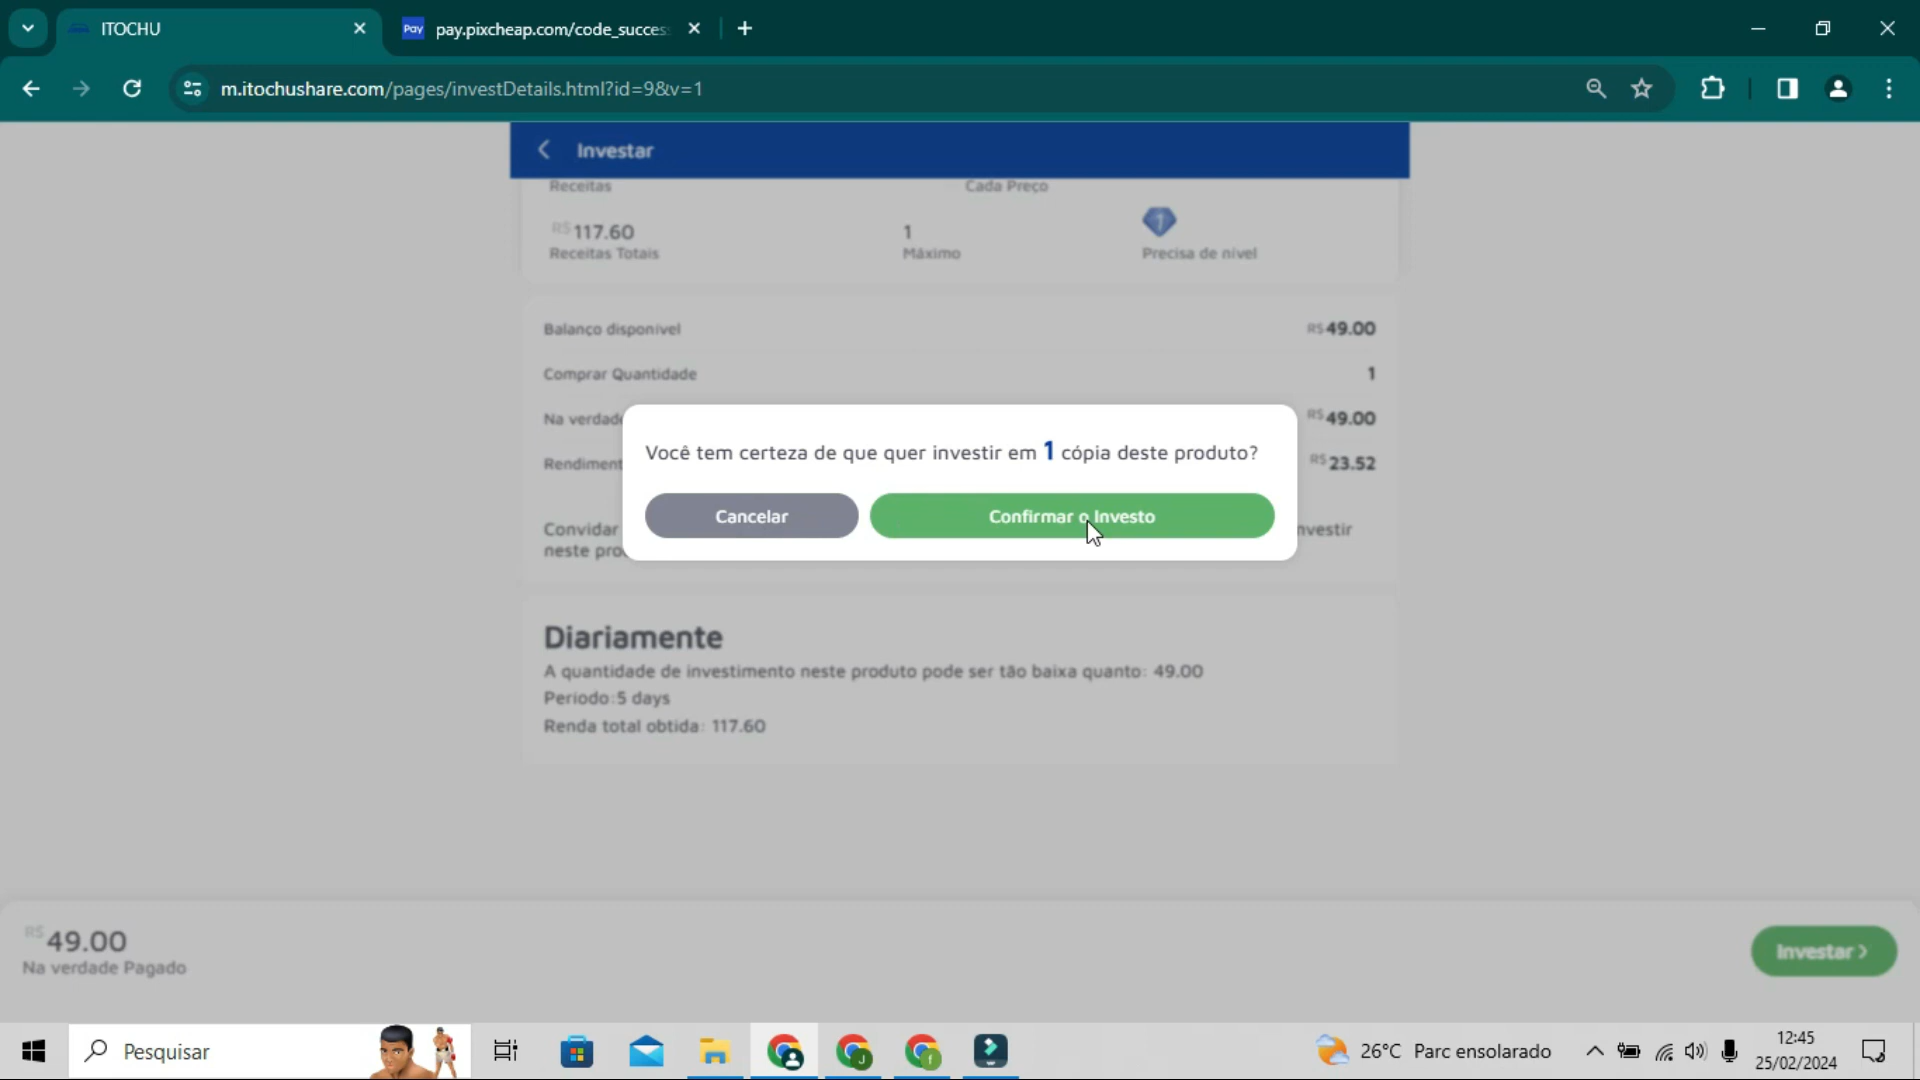 ITOCHU
Pay pay.pixcheap.com/code_succes
m.itochushare.com/pages/investDetails.html?id=9&v=1
Investar
Receitas Cada Preço
R$ 117.60 1 1
Receitas Totais Máximo Precisa de nível
Balanço disponível R$ 49.00
Comprar Quantidade 1
Na verdade R$ 49.00
Você tem certeza de que quer investir em 1 cópia deste produto?
Rendiment R$ 23.52
Cancelar Confirmar o Investo
Convidar nvestir
neste pro
Diariamente
A quantidade de investimento neste produto pode ser tão baixa quanto: 49.00
Período:5 days
Renda total obtida: 117.60
R$ 49.00
Na verdade Pagado
Investar >
Pesquisar
J
f
26°C Parc ensolarado
12:45
25/02/2024